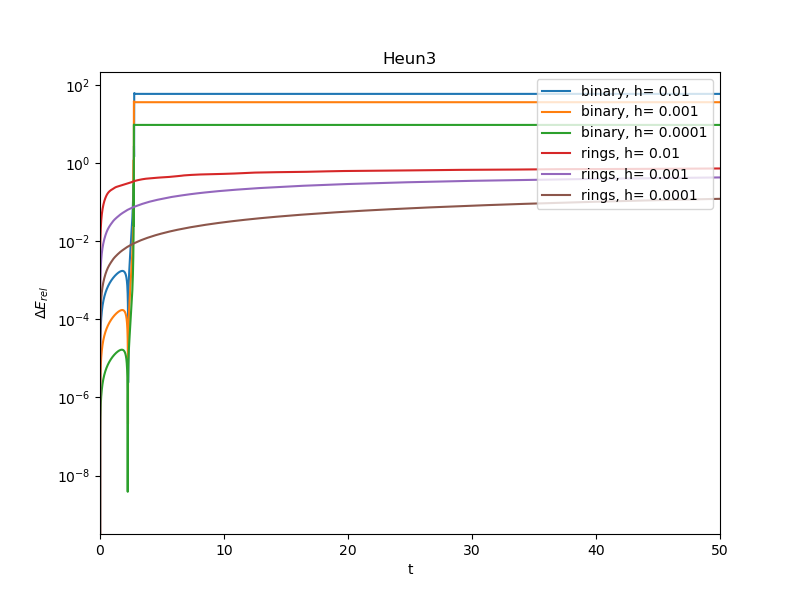 Heun3
ΔE_rel
10^2
10^0
10^-2
10^-4
10^-6
10^-8
binary, h= 0.01
binary, h= 0.001
binary, h= 0.0001
rings, h= 0.01
rings, h= 0.001
rings, h= 0.0001
0 10 20 30 40 50
t